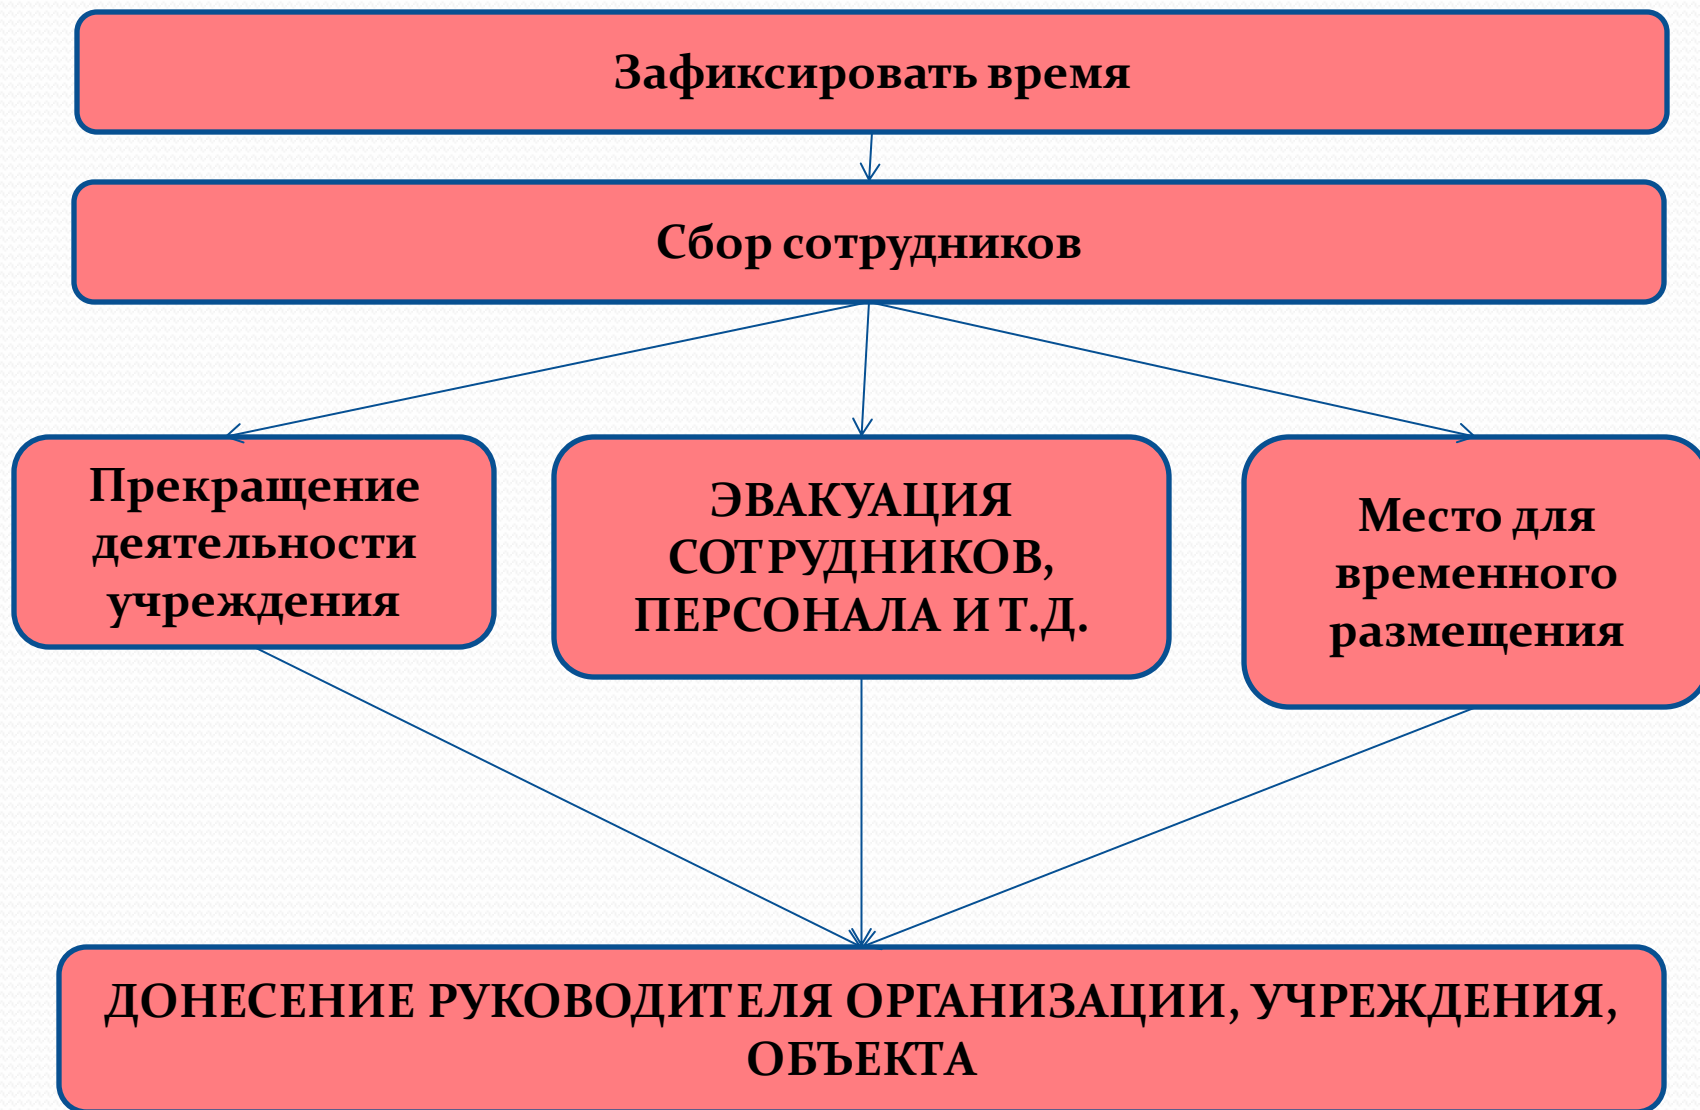 Зафиксировать время
Сбор сотрудников
Прекращение
деятельности
учреждения
ЭВАКУАЦИЯ
СОТРУДНИКОВ,
ПЕРСОНАЛА И Т.Д.
Место для
временного
размещения
ДОНЕСЕНИЕ РУКОВОДИТЕЛЯ ОРГАНИЗАЦИИ, УЧРЕЖДЕНИЯ,
ОБЪЕКТА